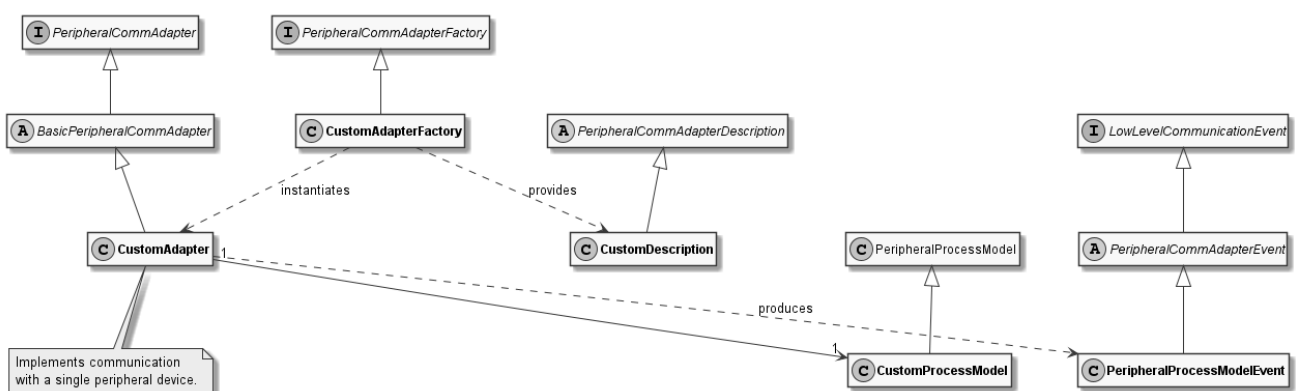 I PeripheralCommAdapter
I PeripheralCommAdapterFactory
A BasicPeripheralCommAdapter
C CustomAdapterFactory
A PeripheralCommAdapterDescription
I LowLevelCommunicationEvent
instantiates
provides
C CustomAdapter
1
C CustomDescription
C PeripheralProcessModel
A PeripheralCommAdapterEvent
produces
1
Implements communication
with a single peripheral device.
C CustomProcessModel
C PeripheralProcessModelEvent